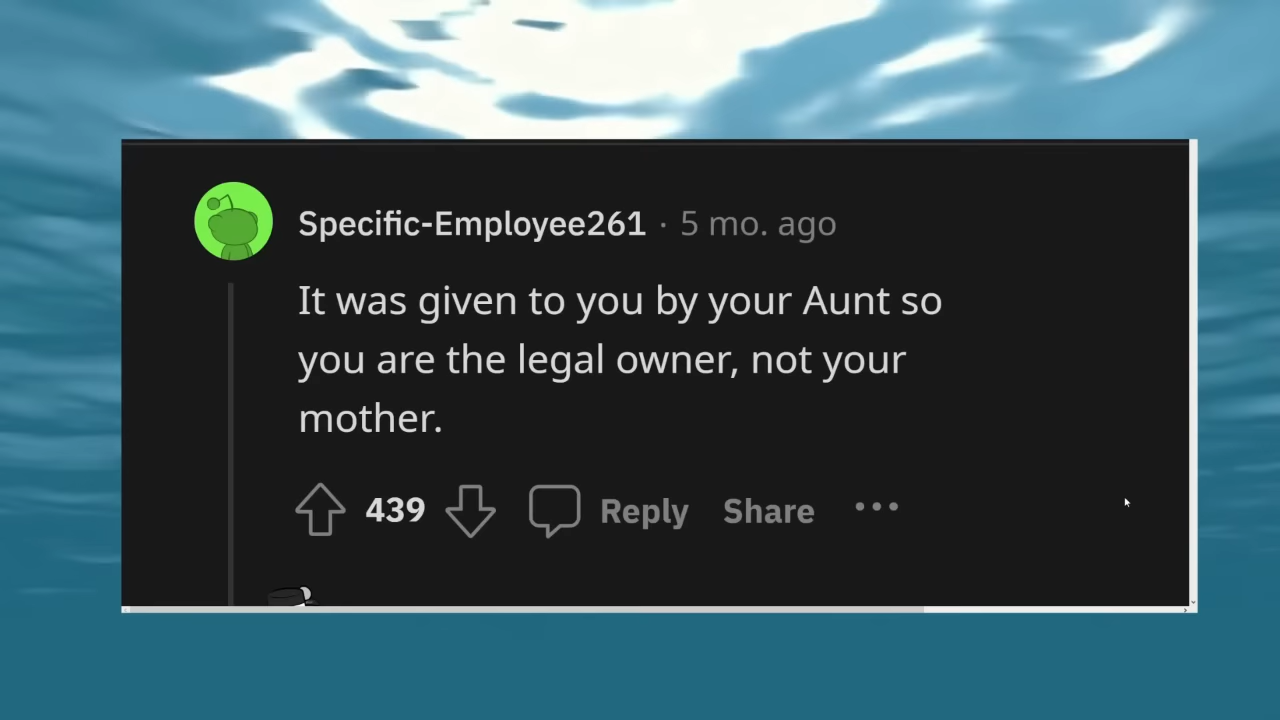 Specific-Employee261 · 5 mo. ago
It was given to you by your Aunt so
you are the legal owner, not your
mother.
439 Reply Share ···